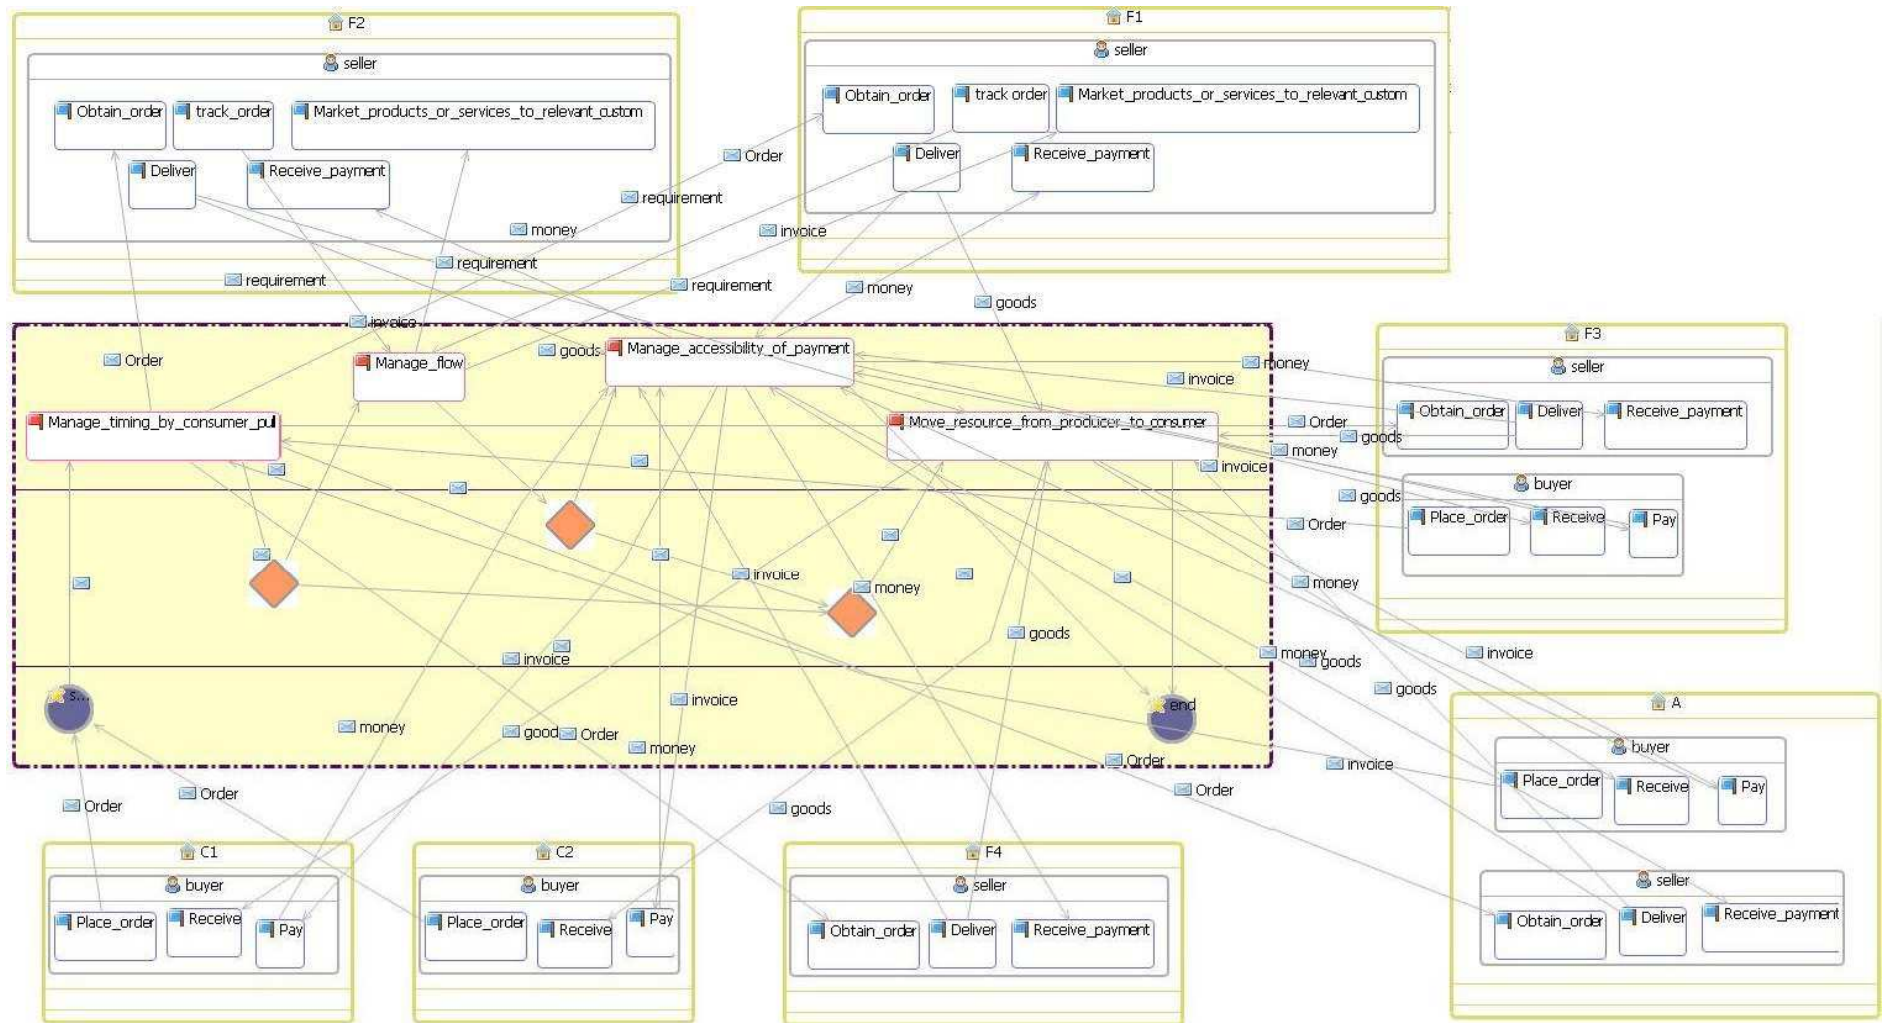 F2
seller
Obtain_order
track_order
Market_products_or_services_to_relevant_custom
Deliver
Receive_payment
F1
seller
Obtain_order
track order
Market_products_or_services_to_relevant_custom
Deliver
Receive_payment
Order
requirement
money
invoice
requirement
requirement
requirement
money
goods
invoice
Order
goods
Manage_flow
Manage_accessibility_of_payment
Manage_timing_by_consumer_pul
Move_resource_from_producer_to_consumer
money
invoice
Order
goods
money
invoice
goods
Order
F3
seller
Obtain_order
Deliver
Receive_payment
buyer
Place_order
Receive
Pay
invoice
money
money
goods
invoice
money
goods
invoice
goods
invoice
s...
end
money
good
Order
money
Order
invoice
Order
Order
Order
goods
A
buyer
Place_order
Receive
Pay
seller
Obtain_order
Deliver
Receive_payment
C1
buyer
Place_order
Receive
Pay
C2
buyer
Place_order
Receive
Pay
F4
seller
Obtain_order
Deliver
Receive_payment